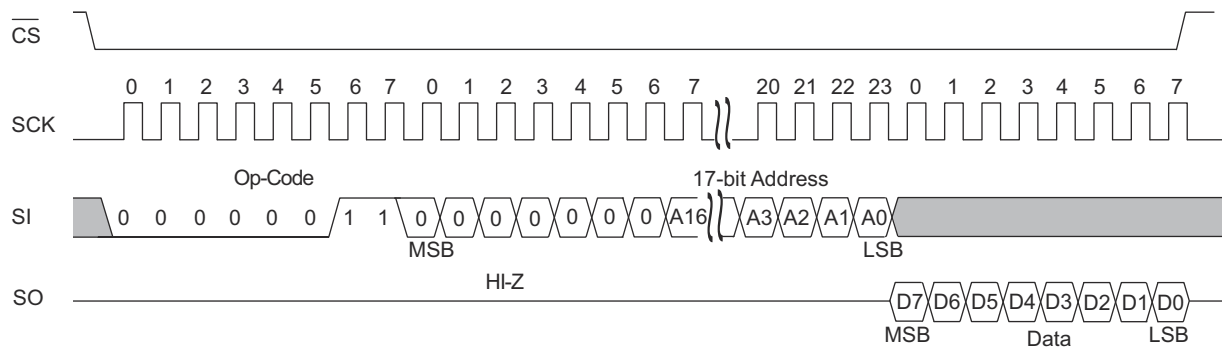 CS
0 1 2 3 4 5 6 7 0 1 2 3 4 5 6 7 20 21 22 23 0 1 2 3 4 5 6 7
SCK
Op-Code 17-bit Address
SI 0 0 0 0 0 0 1 1 0 0 0 0 0 0 0 A16 A3 A2 A1 A0
MSB LSB
HI-Z
SO D7 D6 D5 D4 D3 D2 D1 D0
MSB Data LSB